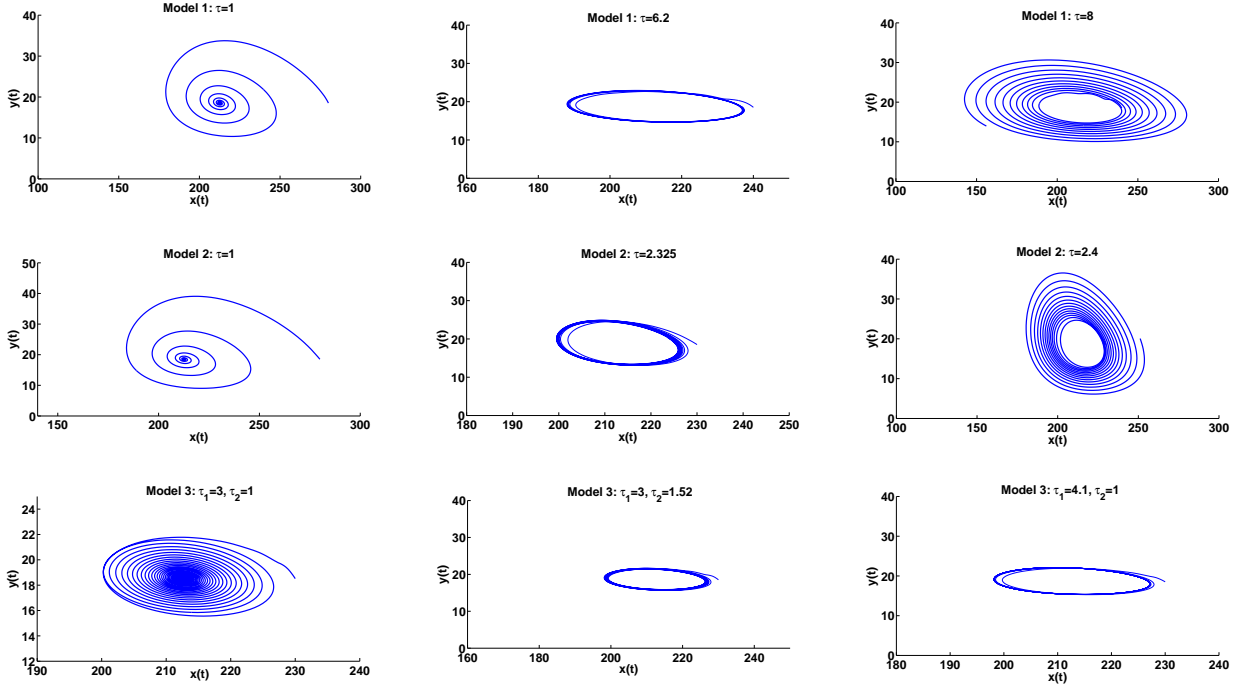 Model 1: τ=1
40
30
20
10
0
y(t)
100 150 200 250 300
x(t)
Model 1: τ=6.2
40
30
20
10
0
y(t)
160 180 200 220 240
x(t)
Model 1: τ=8
40
30
20
10
0
y(t)
100 150 200 250 300
x(t)
Model 2: τ=1
50
40
30
20
10
0
y(t)
150 200 250 300
x(t)
Model 2: τ=2.325
40
30
20
10
0
y(t)
180 190 200 210 220 230 240 250
x(t)
Model 2: τ=2.4
40
30
20
10
0
y(t)
100 150 200 250 300
x(t)
Model 3: τ₁=3, τ₂=1
24
22
20
18
16
14
12
y(t)
190 200 210 220 230 240
x(t)
Model 3: τ₁=3, τ₂=1.52
40
30
20
10
0
y(t)
160 180 200 220 240
x(t)
Model 3: τ₁=4.1, τ₂=1
40
30
20
10
0
y(t)
180 190 200 210 220 230 240
x(t)